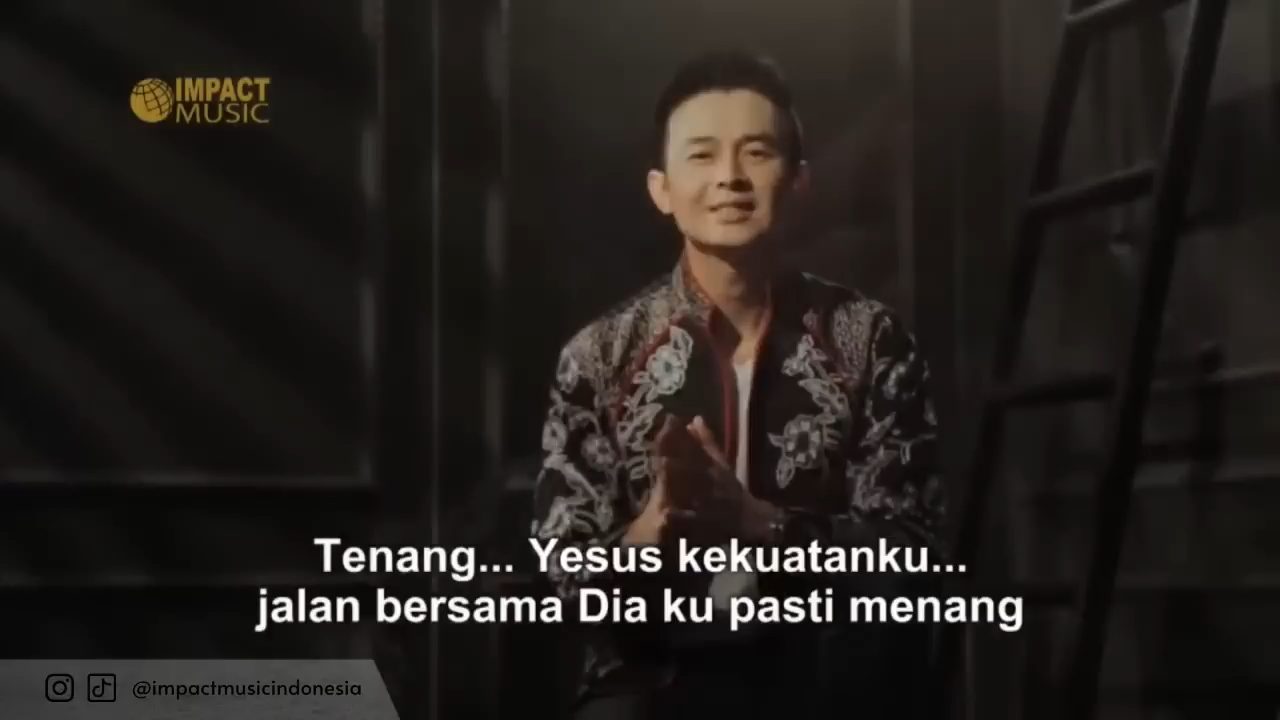 IMPACT
MUSIC
Tenang... Yesus kekuatanku...
jalan bersama Dia ku pasti menang
@impactmusicindonesia